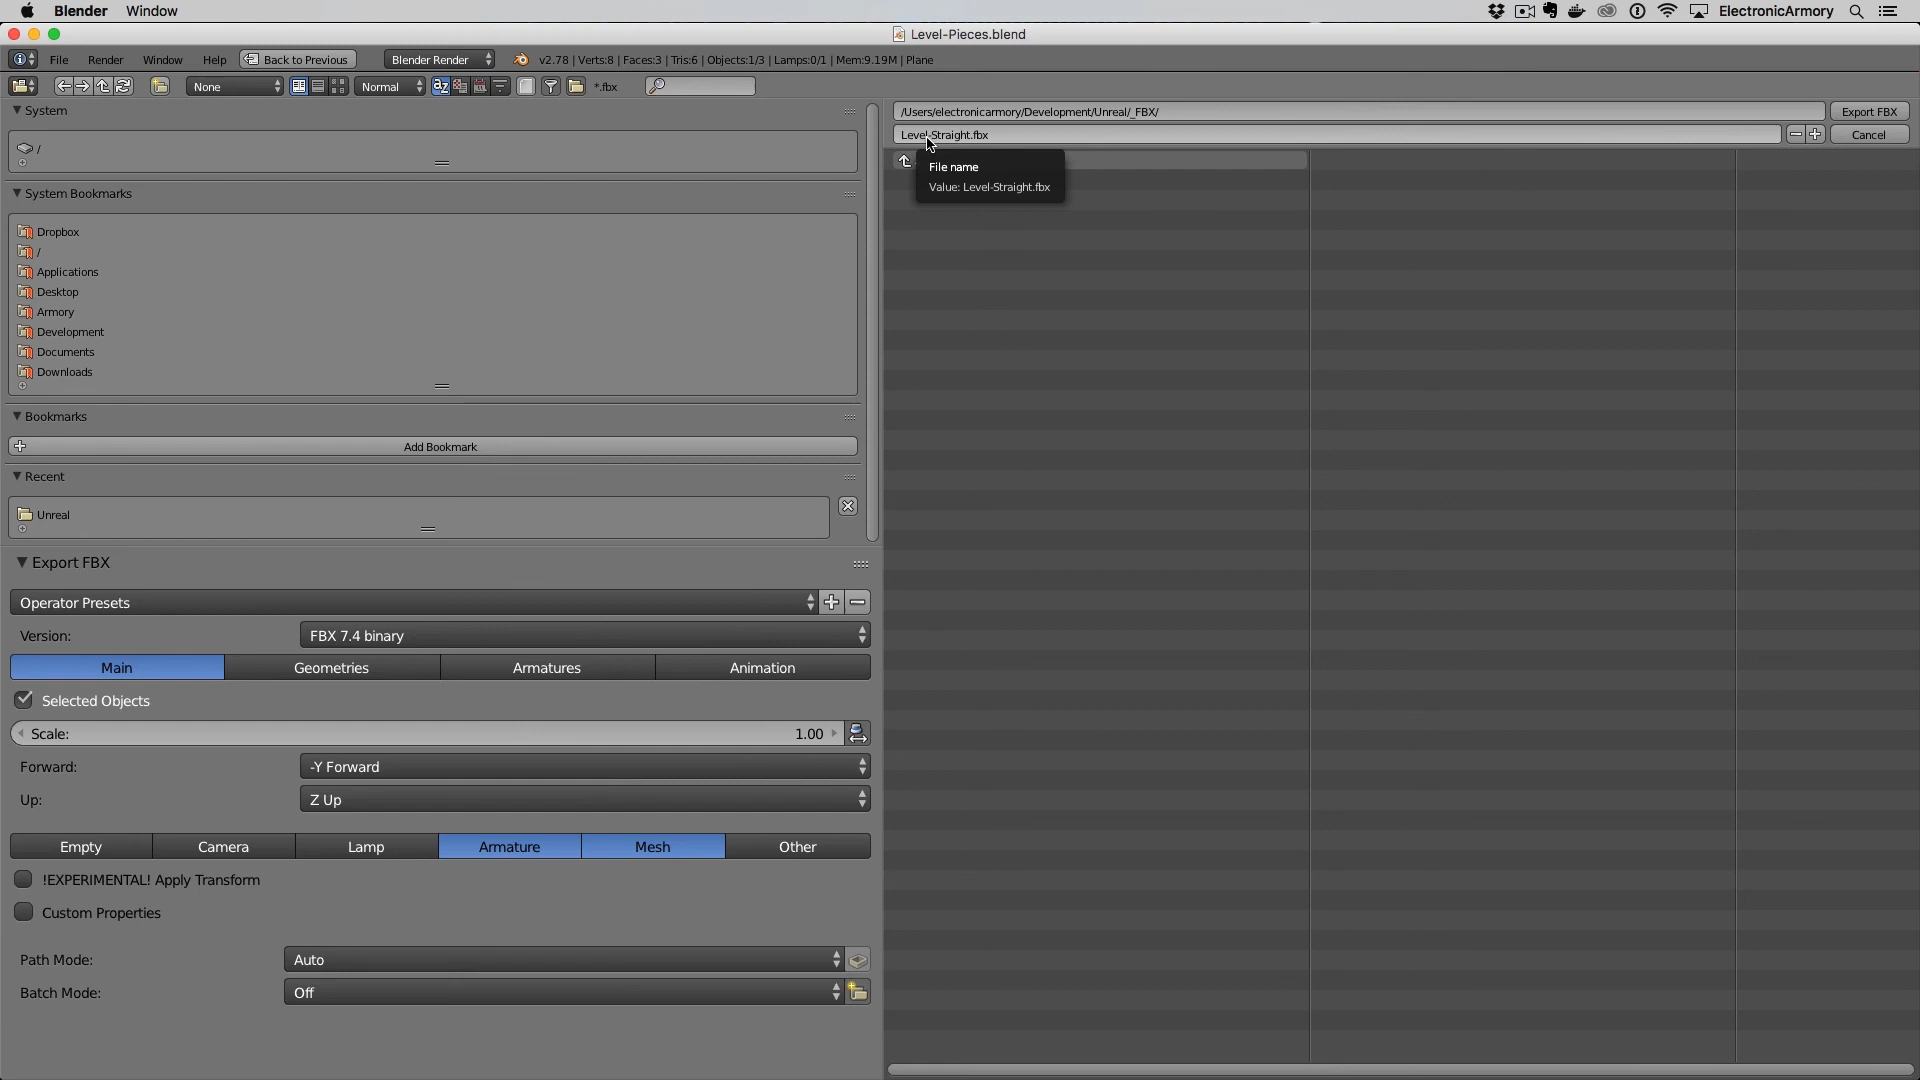 Blender Window ElectronicArmory
Level-Pieces.blend
File Render Window Help Back to Previous Blender Render v2.78 | Verts:8 | Faces:3 | Tris:6 | Objects:1/3 | Lamps:0/1 | Mem:9.19M | Plane
None Normal *.fbx
System
/
System Bookmarks
Dropbox
/
Applications
Desktop
Armory
Development
Documents
Downloads
Bookmarks
Add Bookmark
Recent
Unreal
Export FBX
Operator Presets
Version: FBX 7.4 binary
Main Geometries Armatures Animation
Selected Objects
Scale: 1.00
Forward: -Y Forward
Up: Z Up
Empty Camera Lamp Armature Mesh Other
!EXPERIMENTAL! Apply Transform
Custom Properties
Path Mode: Auto
Batch Mode: Off
/Users/electronicarmory/Development/Unreal/_FBX/ Export FBX
Level-Straight.fbx Cancel
File name
Value: Level-Straight.fbx